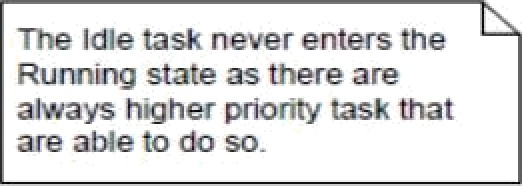 The Idle task never enters the
Running state as there are
always higher priority task that
are able to do so.